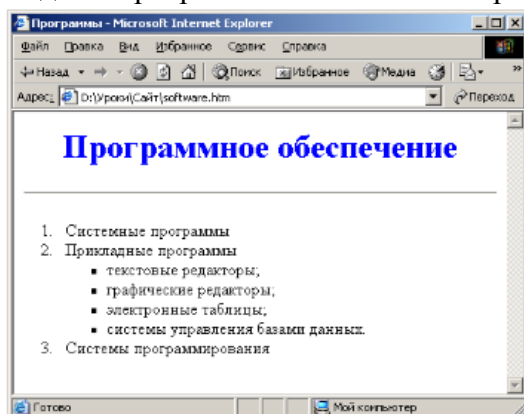 Программы - Microsoft Internet Explorer
Файл Правка Вид Избранное Сервис Справка
Назад Поиск Избранное Медиа »
Адрес: D:\Уроки\Сайт\software.htm Переход
Программное обеспечение
1. Системные программы
2. Прикладные программы
▪ текстовые редакторы;
▪ графические редакторы;
▪ электронные таблицы;
▪ системы управления базами данных.
3. Системы программирования
Готово Мой компьютер